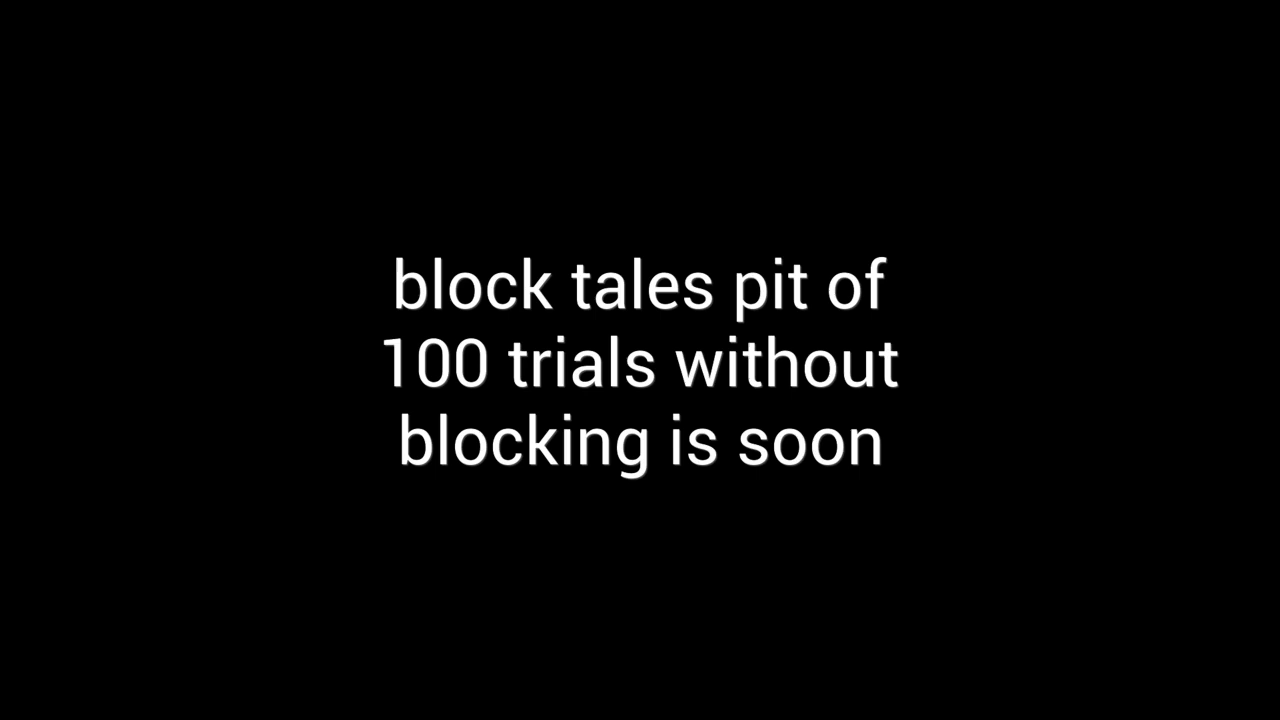 block tales pit of
100 trials without
blocking is soon